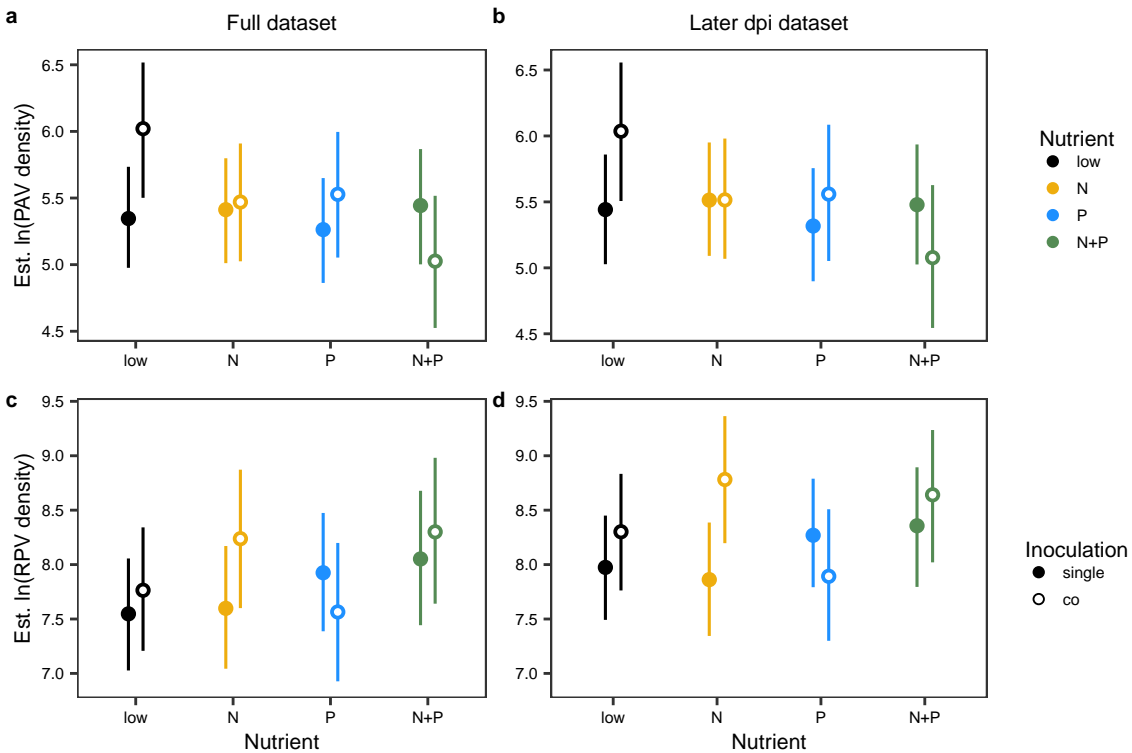 a
Full dataset
Est. ln(PAV density)
6.5
6.0
5.5
5.0
4.5
low N P N+P
b
Later dpi dataset
6.5
6.0
5.5
5.0
4.5
low N P N+P
Nutrient
low
N
P
N+P
c
Est. ln(RPV density)
9.5
9.0
8.5
8.0
7.5
7.0
low N P N+P
Nutrient
d
9.5
9.0
8.5
8.0
7.5
7.0
low N P N+P
Nutrient
Inoculation
single
co